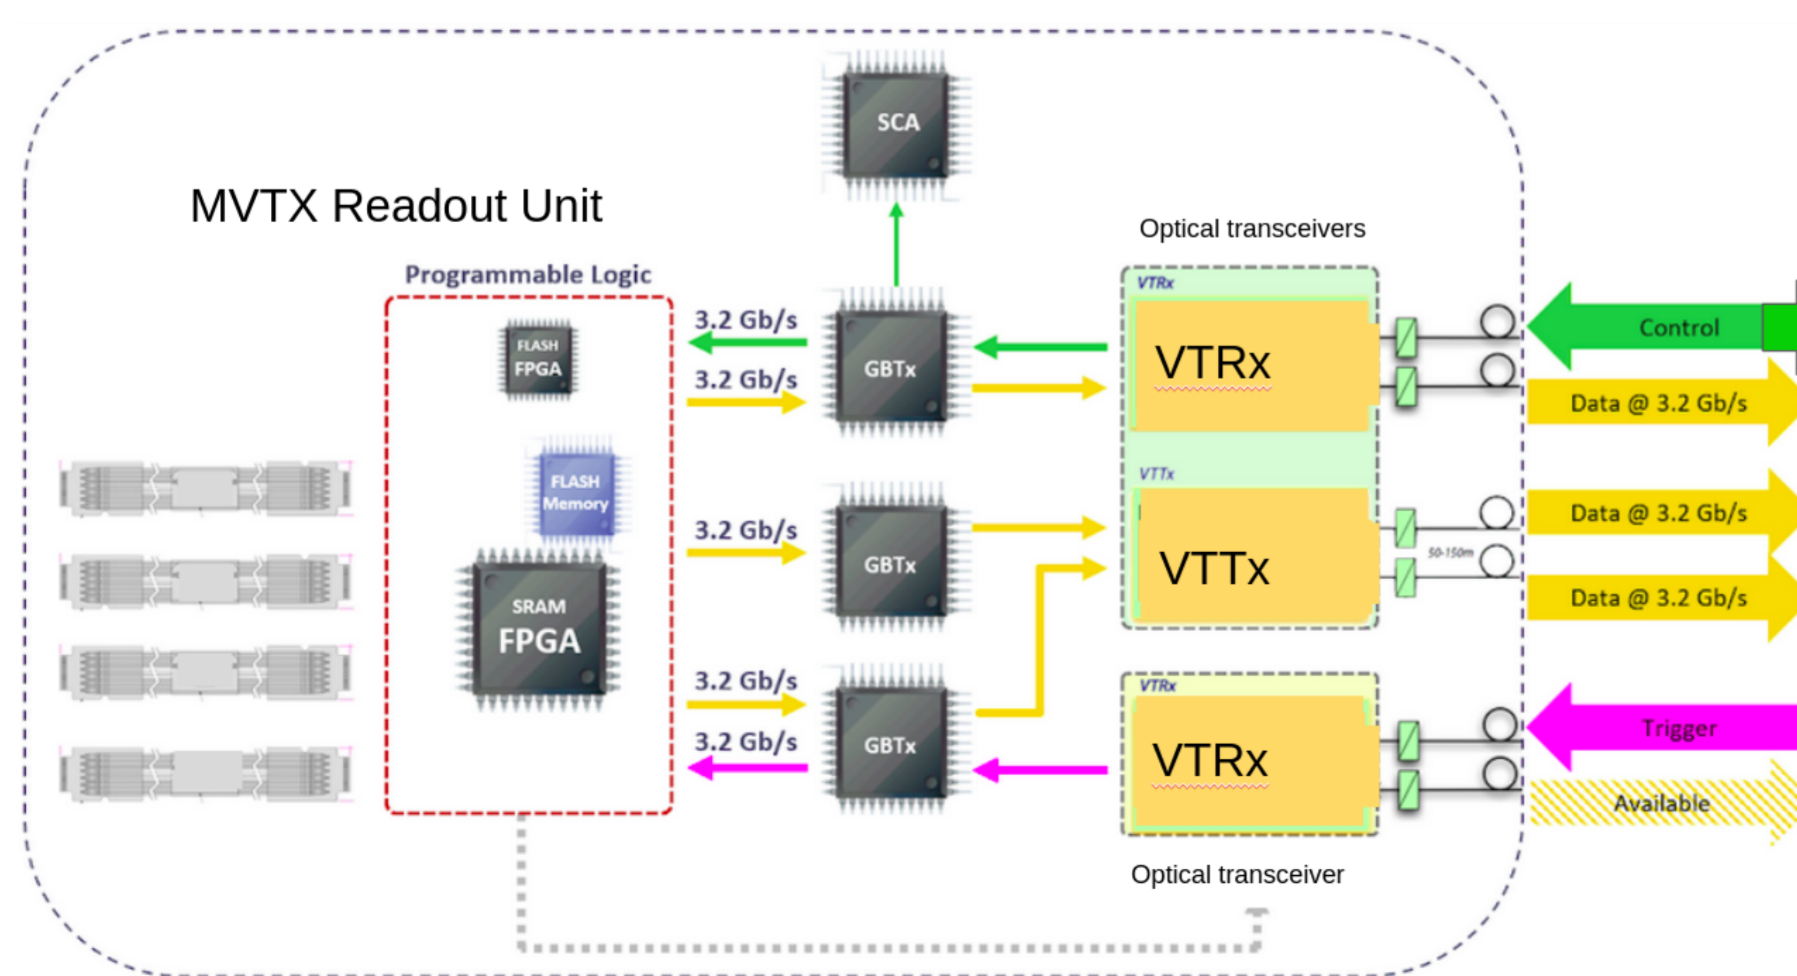 SCA
MVTX Readout Unit
Optical transceivers
Programmable Logic
VTRx
3.2 Gb/s
FLASH
FPGA
GBTx
VTRx
Control
3.2 Gb/s
Data @ 3.2 Gb/s
VTTx
FLASH
Memory
3.2 Gb/s
GBTx
VTTx
Data @ 3.2 Gb/s
50-150m
Data @ 3.2 Gb/s
SRAM
FPGA
3.2 Gb/s
VTRx
3.2 Gb/s
GBTx
VTRx
Trigger
Available
Optical transceiver